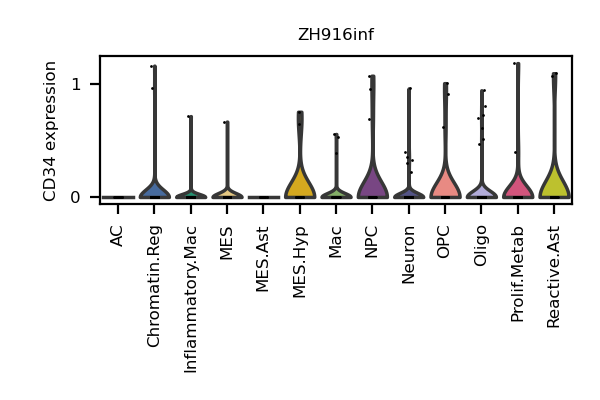 ZH916inf
CD34 expression
1
0
AC
Chromatin.Reg
Inflammatory.Mac
MES
MES.Ast
MES.Hyp
Mac
NPC
Neuron
OPC
Oligo
Prolif.Metab
Reactive.Ast